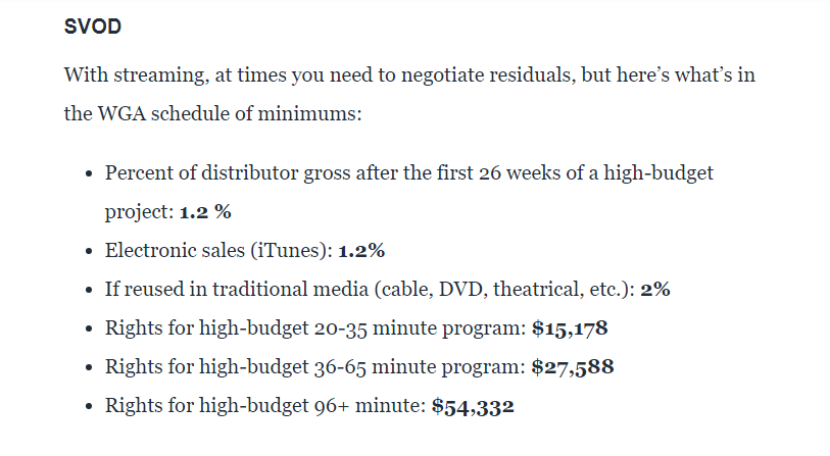 SVOD
With streaming, at times you need to negotiate residuals, but here's what's in
the WGA schedule of minimums:
• Percent of distributor gross after the first 26 weeks of a high-budget
project: 1.2 %
• Electronic sales (iTunes): 1.2%
• If reused in traditional media (cable, DVD, theatrical, etc.): 2%
• Rights for high-budget 20-35 minute program: $15,178
• Rights for high-budget 36-65 minute program: $27,588
• Rights for high-budget 96+ minute: $54,332